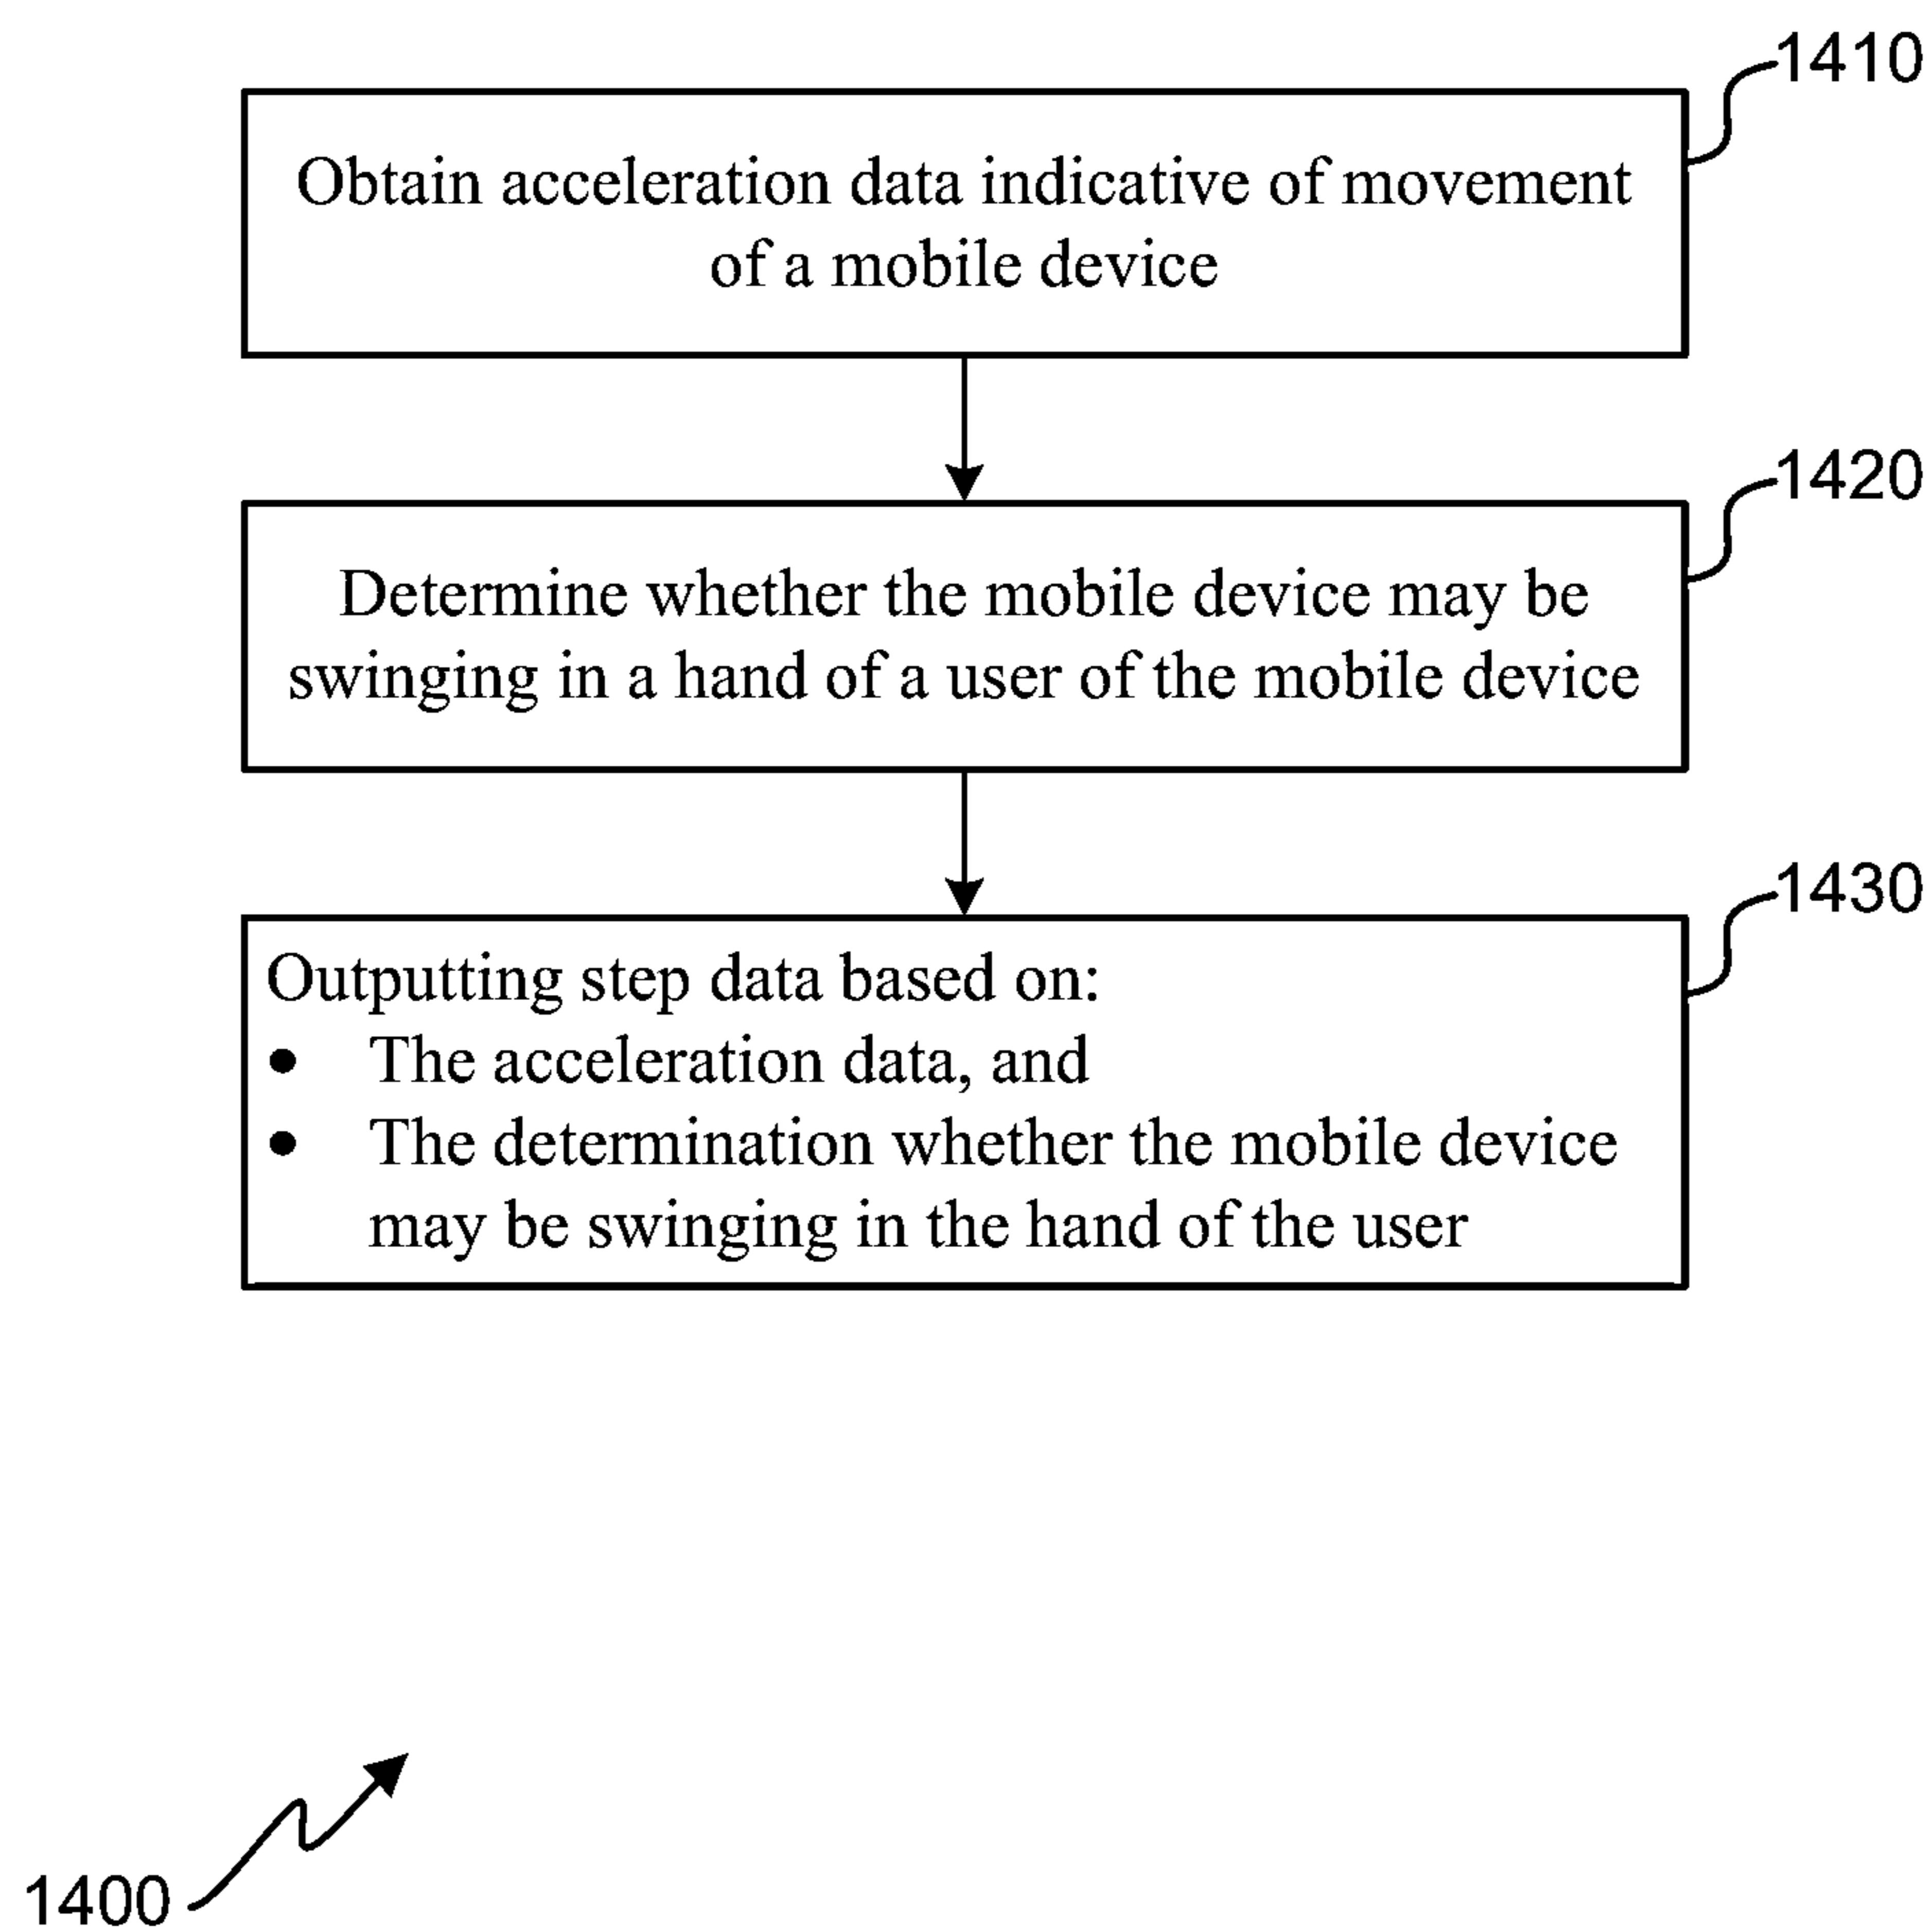 1410
Obtain acceleration data indicative of movement
of a mobile device
1420
Determine whether the mobile device may be
swinging in a hand of a user of the mobile device
1430
Outputting step data based on:
• The acceleration data, and
• The determination whether the mobile device
may be swinging in the hand of the user
1400